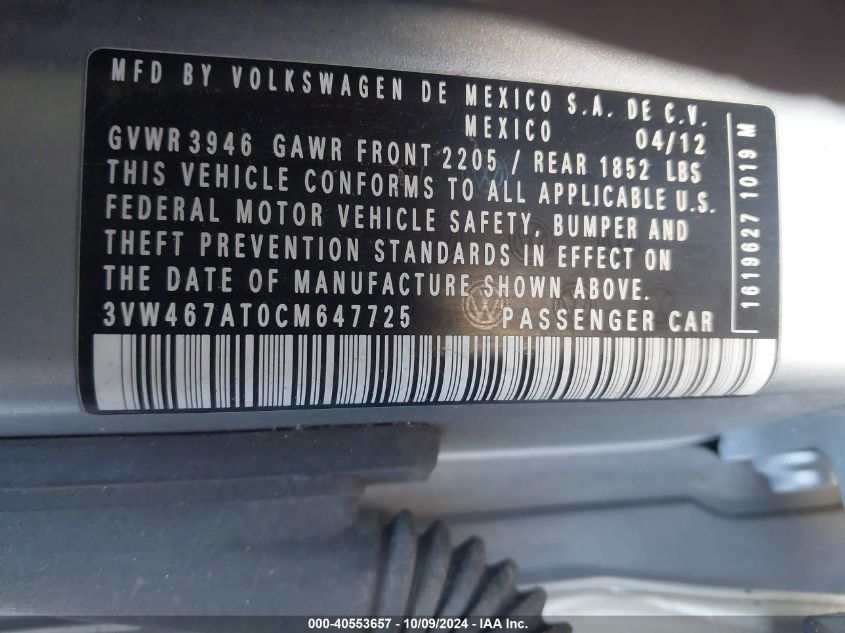 MFD BY VOLKSWAGEN DE MEXICO S.A. DE C.V.
MEXICO 04/12
GVWR 3946 GAWR FRONT 2205 / REAR 1852 LBS
THIS VEHICLE CONFORMS TO ALL APPLICABLE U.S.
FEDERAL MOTOR VEHICLE SAFETY, BUMPER AND
THEFT PREVENTION STANDARDS IN EFFECT ON
THE DATE OF MANUFACTURE SHOWN ABOVE.
3VW467AT0CM647725 PASSENGER CAR
1619627 1019 M
000-40553657 - 10/09/2024 - IAA Inc.